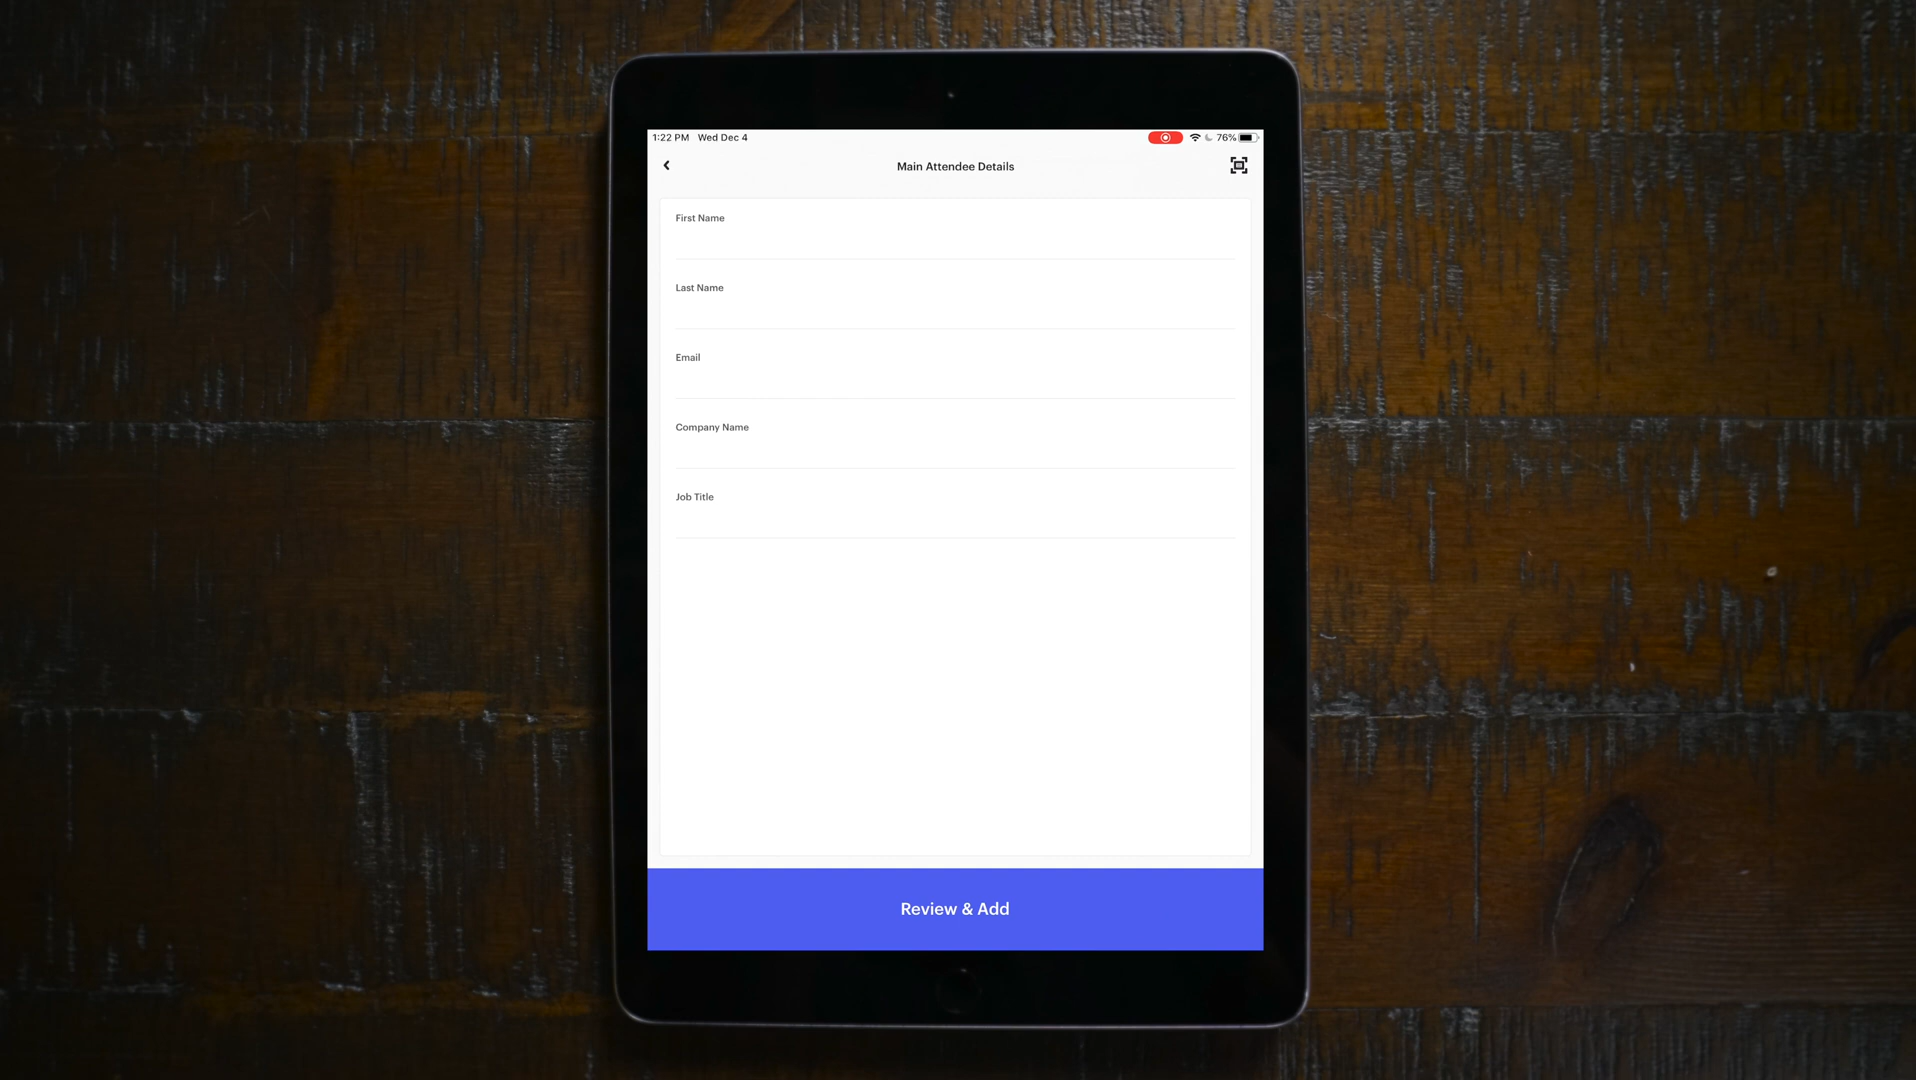 1:22 PM Wed Dec 4 76%
Main Attendee Details
First Name
Last Name
Email
Company Name
Job Title
Review & Add